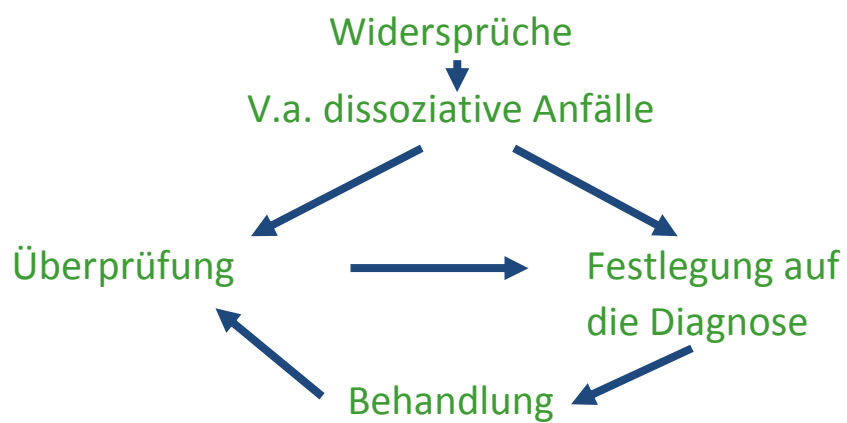 Widersprüche
V.a. dissoziative Anfälle
Überprüfung
Festlegung auf
die Diagnose
Behandlung